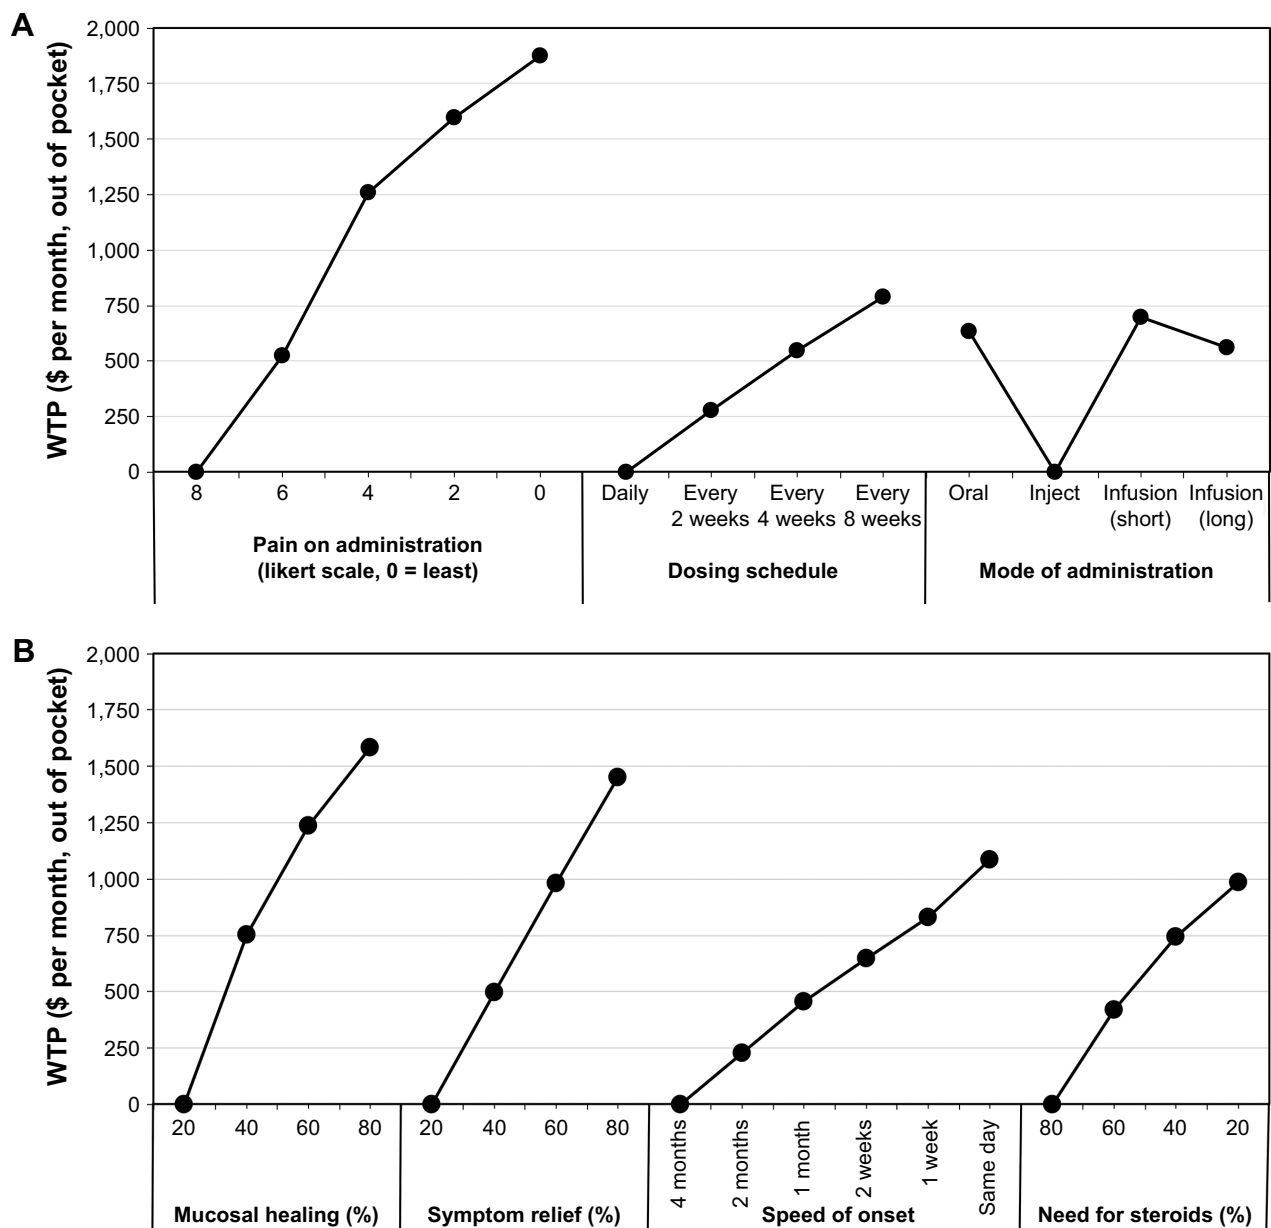 A
WTP ($ per month, out of pocket)
2,000
1,750
1,500
1,250
1,000
750
500
250
0
8 6 4 2 0
Pain on administration
(likert scale, 0 = least)
Daily Every Every Every
2 weeks 4 weeks 8 weeks
Dosing schedule
Oral Inject Infusion Infusion
(short) (long)
Mode of administration
B
WTP ($ per month, out of pocket)
2,000
1,750
1,500
1,250
1,000
750
500
250
0
20 40 60 80
Mucosal healing (%)
20 40 60 80
Symptom relief (%)
4 months
2 months
1 month
2 weeks
1 week
Same day
Speed of onset
80 60 40 20
Need for steroids (%)